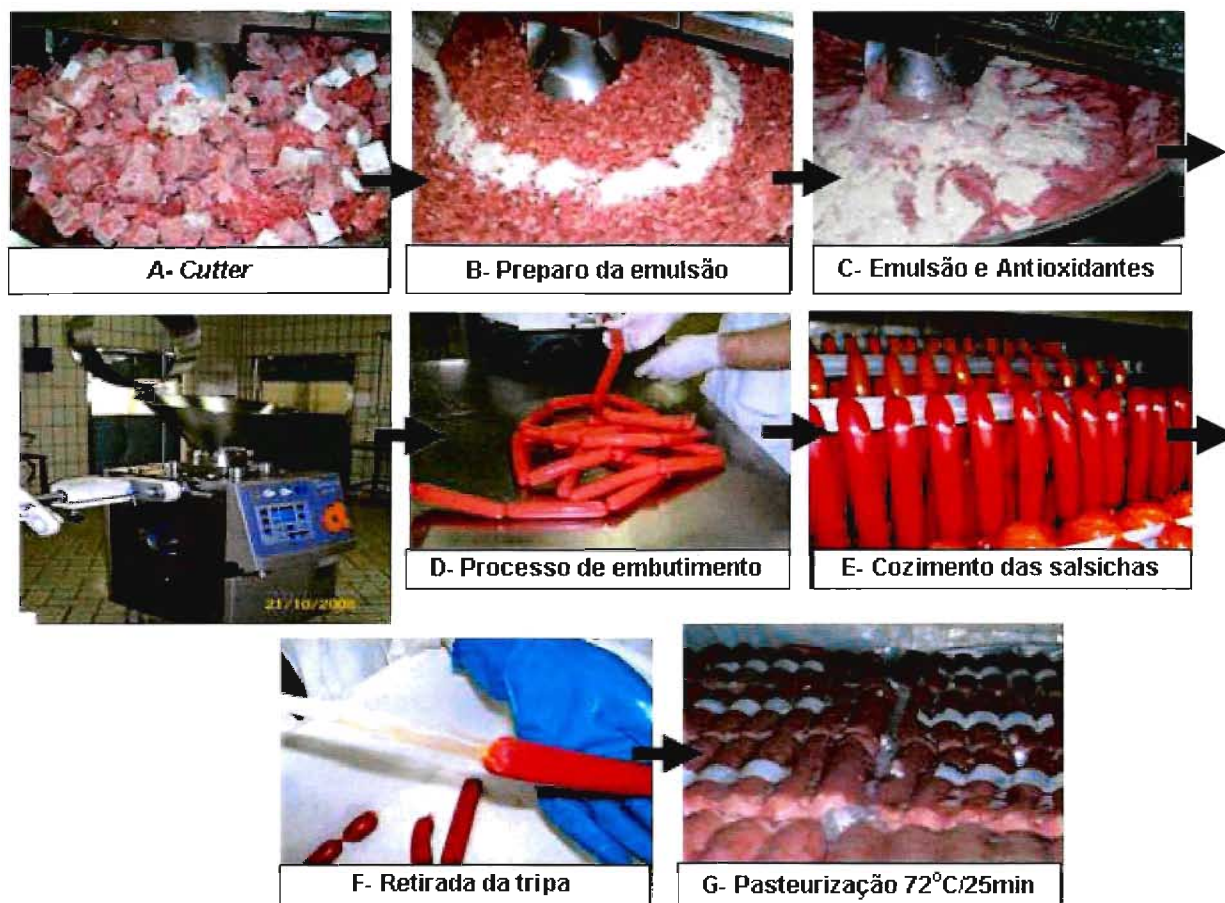 A- Cutter
B- Preparo da emulsão
C- Emulsão e Antioxidantes
21/10/2008
D- Processo de embutimento
E- Cozimento das salsichas
F- Retirada da tripa
G- Pasteurização 72°C/25min